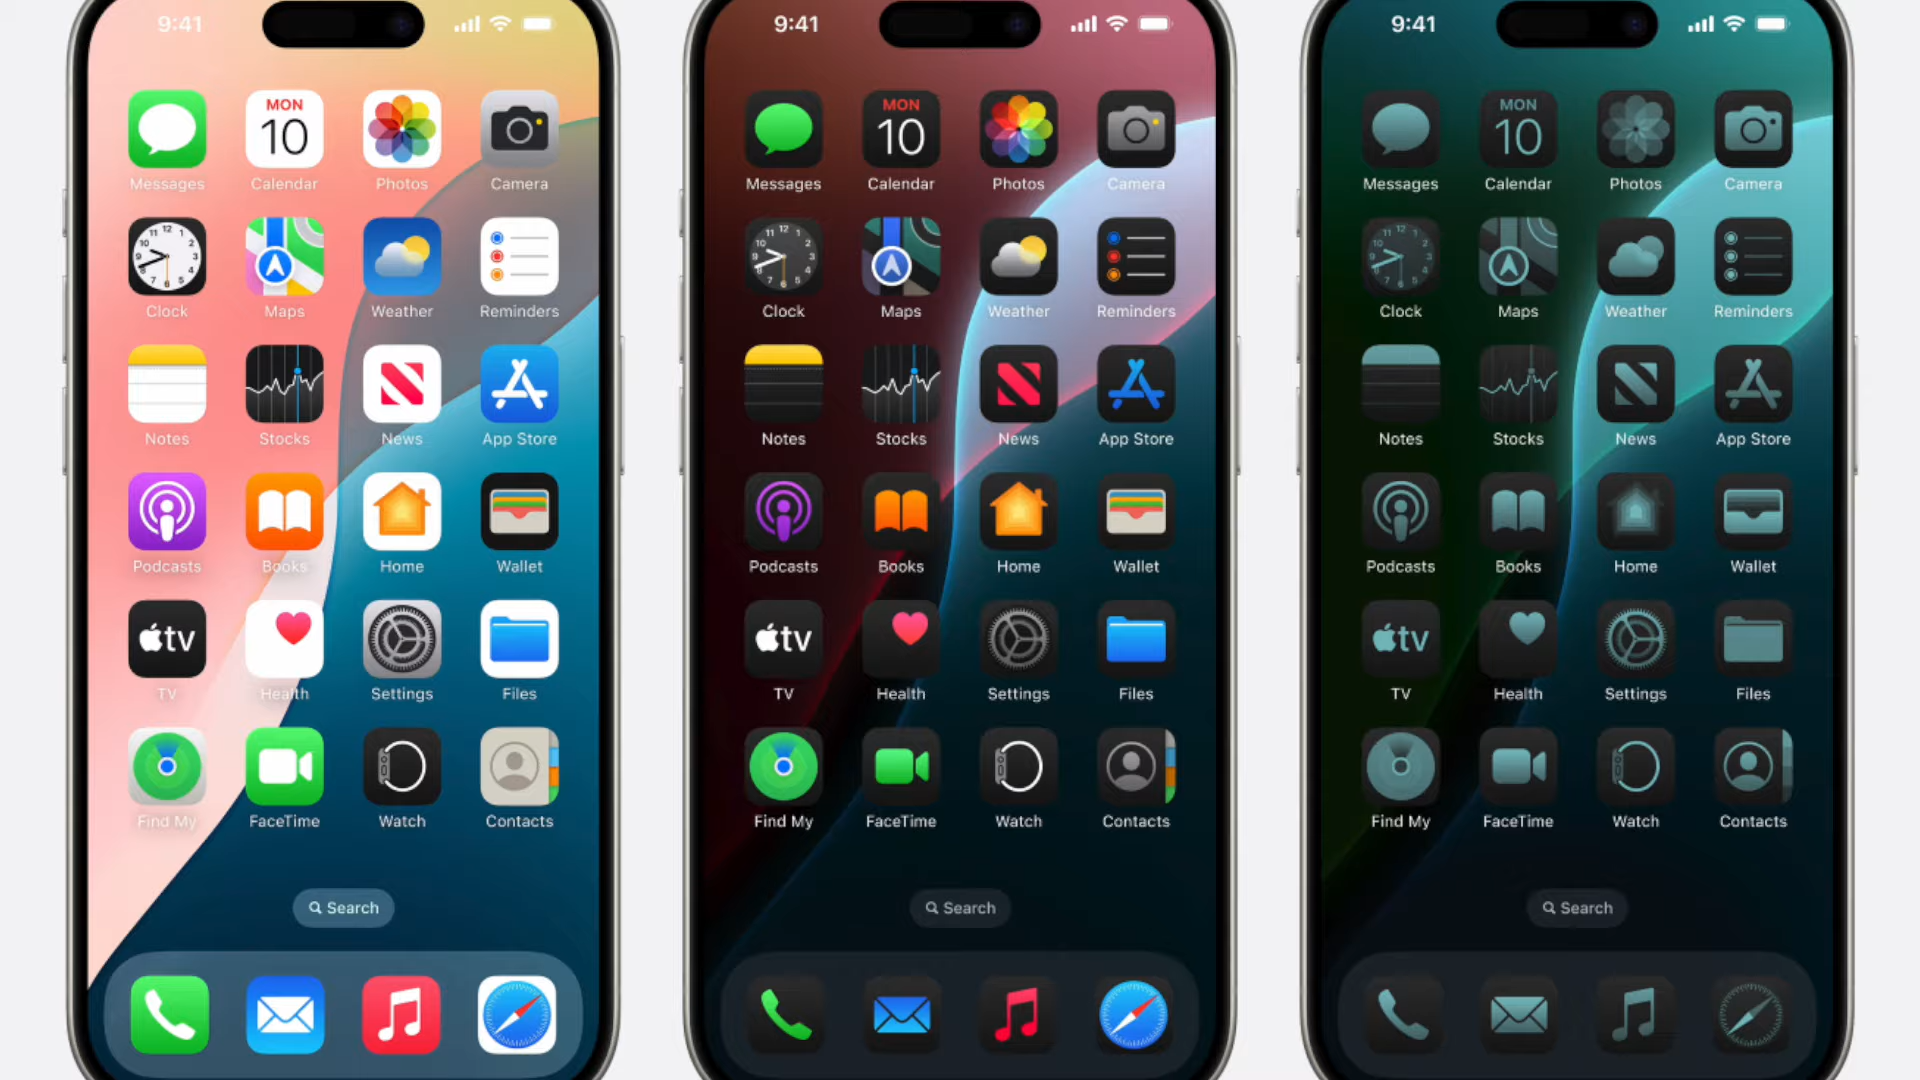 9:41
MON
10
Messages Calendar Photos Camera
Clock Maps Weather Reminders
Notes Stocks News App Store
Podcasts Books Home Wallet
tv
TV Health Settings Files
Find My FaceTime Watch Contacts
Search
9:41
MON
10
Messages Calendar Photos Camera
Clock Maps Weather Reminders
Notes Stocks News App Store
Podcasts Books Home Wallet
tv
TV Health Settings Files
Find My FaceTime Watch Contacts
Search
9:41
MON
10
Messages Calendar Photos Camera
Clock Maps Weather Reminders
Notes Stocks News App Store
Podcasts Books Home Wallet
tv
TV Health Settings Files
Find My FaceTime Watch Contacts
Search